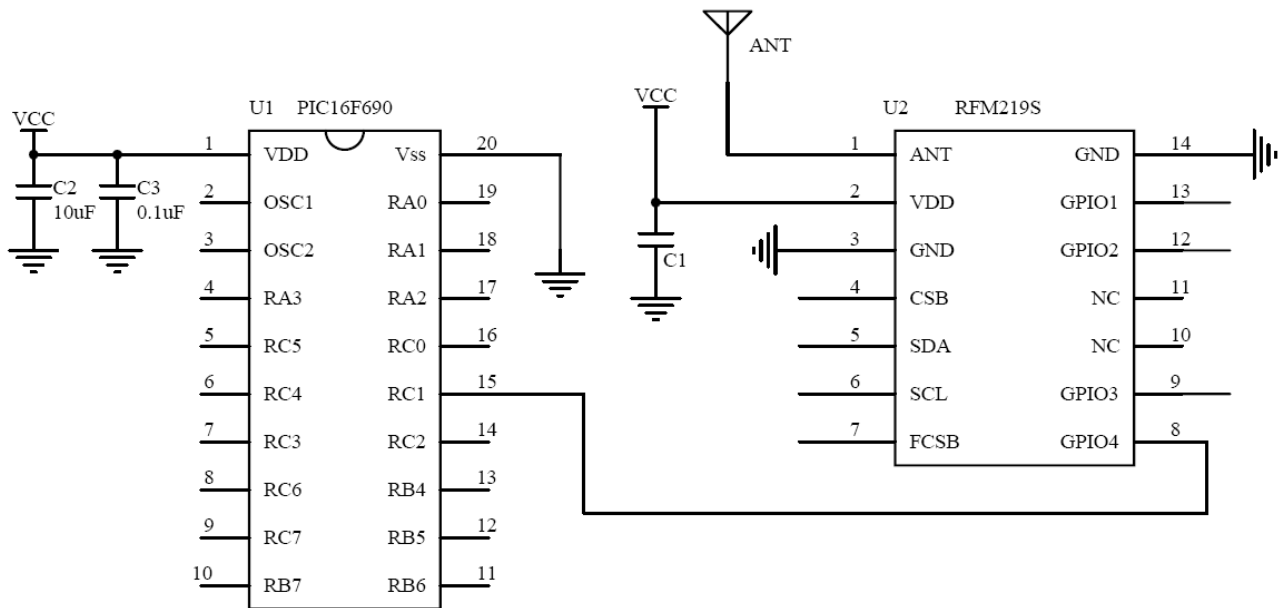 ANT
VCC
C2
10uF
C3
0.1uF
U1 PIC16F690
1 VDD
2 OSC1
3 OSC2
4 RA3
5 RC5
6 RC4
7 RC3
8 RC6
9 RC7
10 RB7
Vss 20
RA0 19
RA1 18
RA2 17
RC0 16
RC1 15
RC2 14
RB4 13
RB5 12
RB6 11
VCC
C1
U2 RFM219S
1 ANT
2 VDD
3 GND
4 CSB
5 SDA
6 SCL
7 FCSB
GND 14
GPIO1 13
GPIO2 12
NC 11
NC 10
GPIO3 9
GPIO4 8